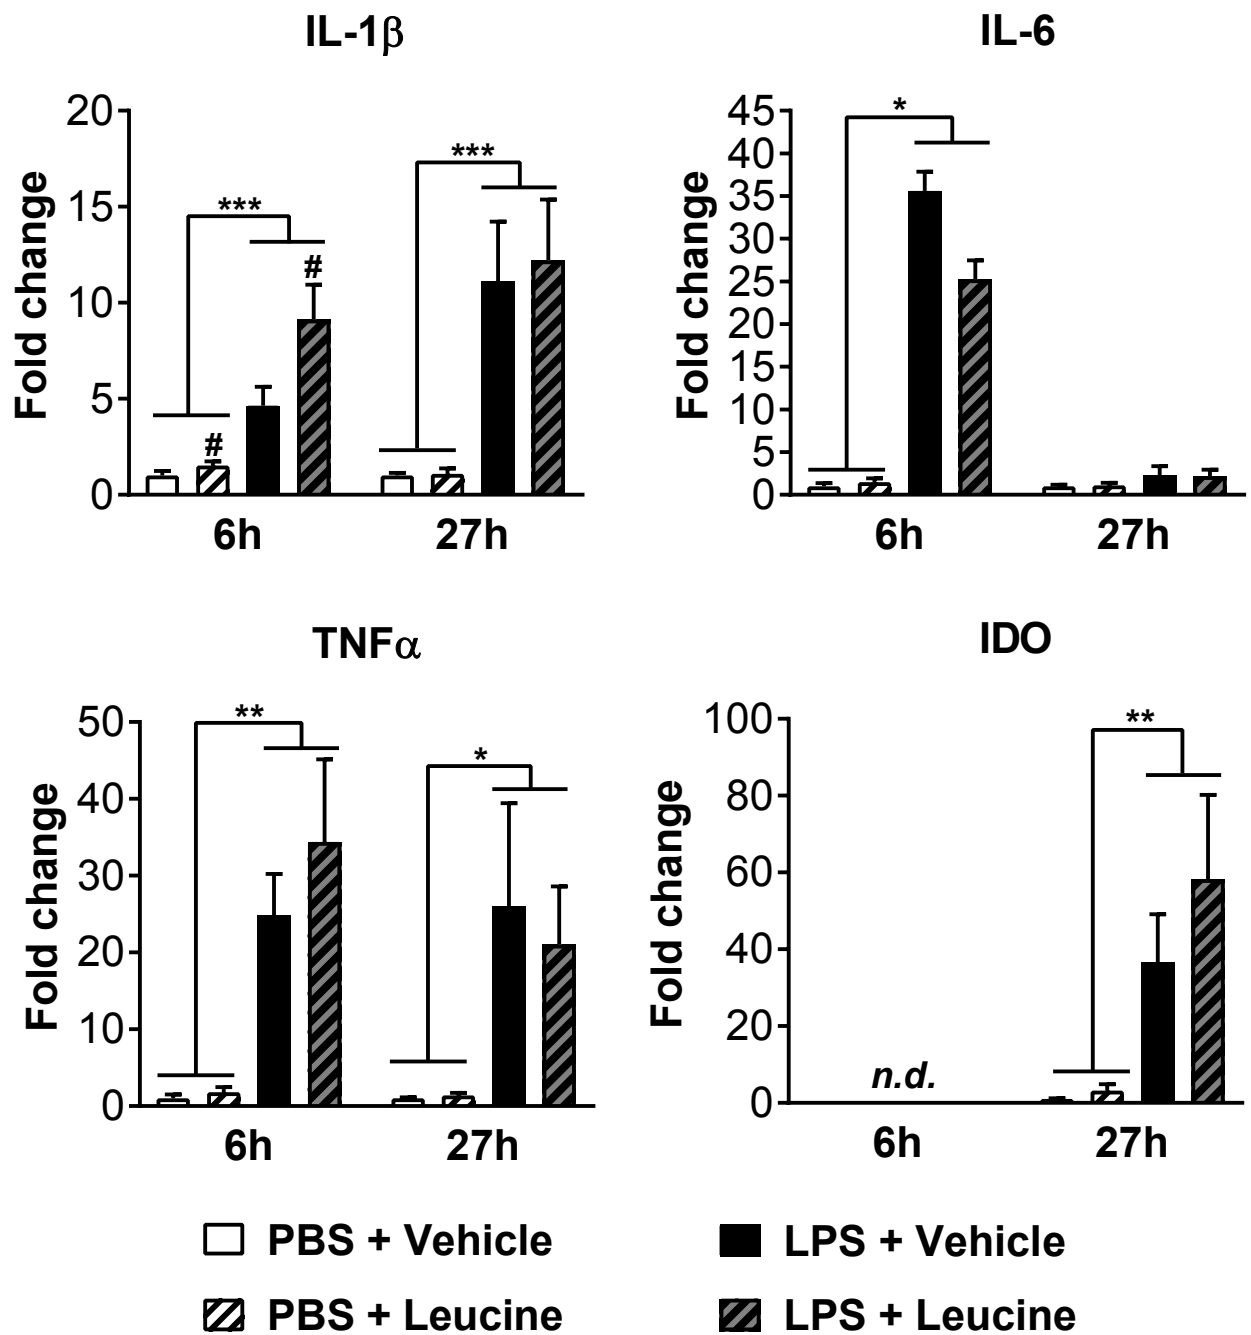 IL-1β
Fold change
20
15
10
5
0
***
***
#
#
6h
27h
IL-6
Fold change
45
40
35
30
25
20
15
10
5
0
*
6h
27h
TNFα
Fold change
50
40
30
20
10
0
**
*
6h
27h
IDO
Fold change
100
80
60
40
20
0
**
n.d.
6h
27h
PBS + Vehicle
LPS + Vehicle
PBS + Leucine
LPS + Leucine